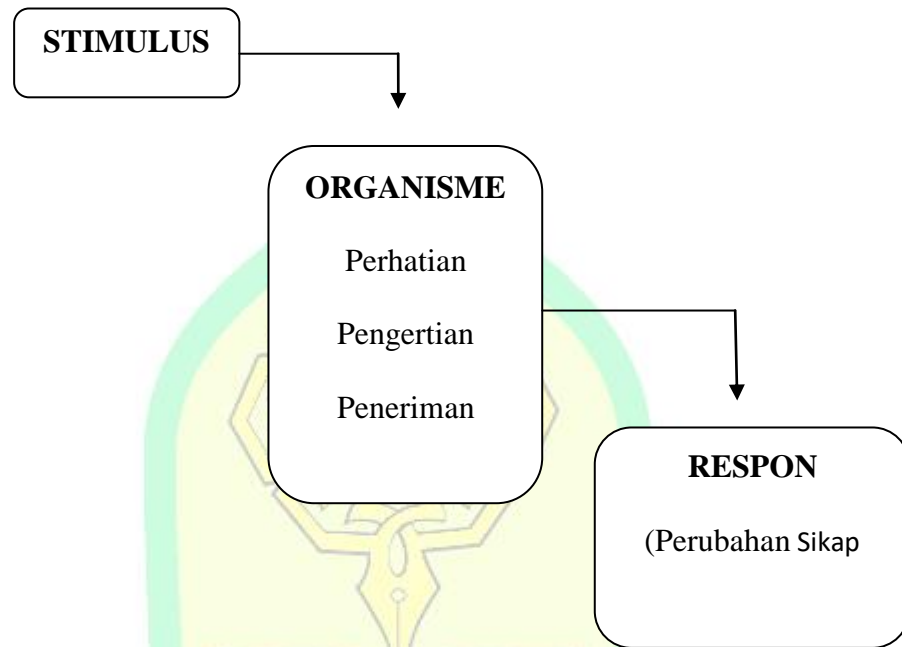 STIMULUS
ORGANISME
Perhatian
Pengertian
Peneriman
RESPON
(Perubahan Sikap